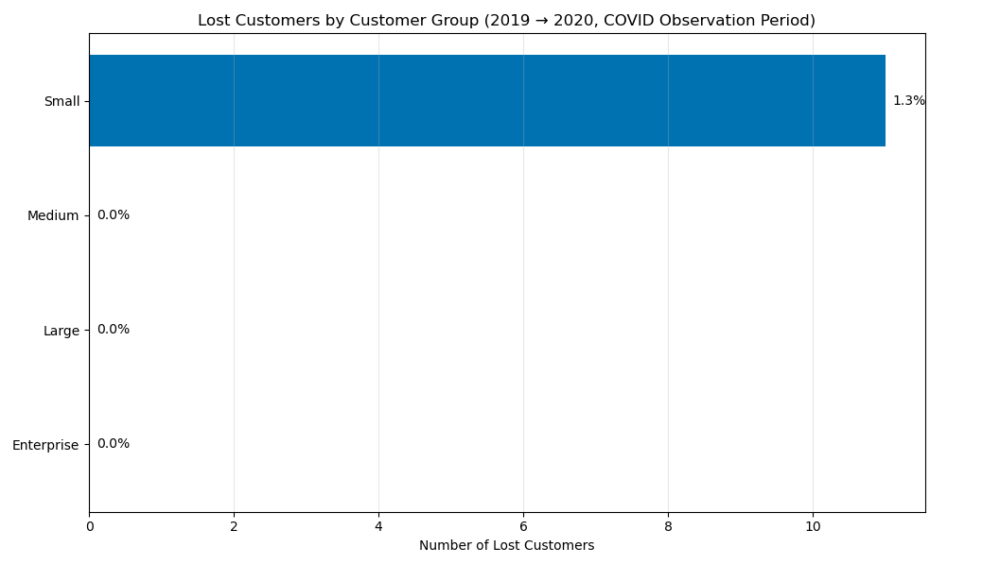 Lost Customers by Customer Group (2019 → 2020, COVID Observation Period)
Small
1.3%
Medium
0.0%
Large
0.0%
Enterprise
0.0%
0 2 4 6 8 10
Number of Lost Customers